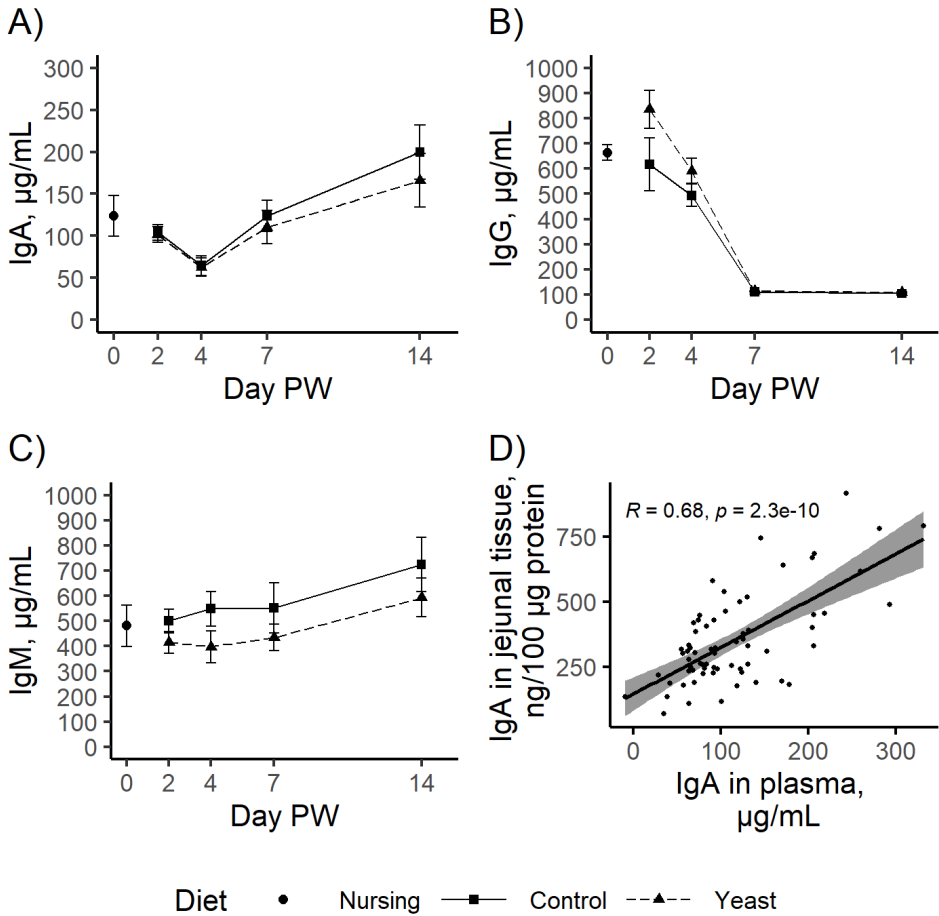 A)
IgA, µg/mL
300
250
200
150
100
50
0
0 2 4 7 14
Day PW
B)
IgG, µg/mL
1000
900
800
700
600
500
400
300
200
100
0
0 2 4 7 14
Day PW
C)
IgM, µg/mL
1000
900
800
700
600
500
400
300
200
100
0
0 2 4 7 14
Day PW
D)
IgA in jejunal tissue,
ng/100 µg protein
R = 0.68, p = 2.3e-10
750
500
250
0 100 200 300
IgA in plasma,
µg/mL
Diet Nursing Control Yeast